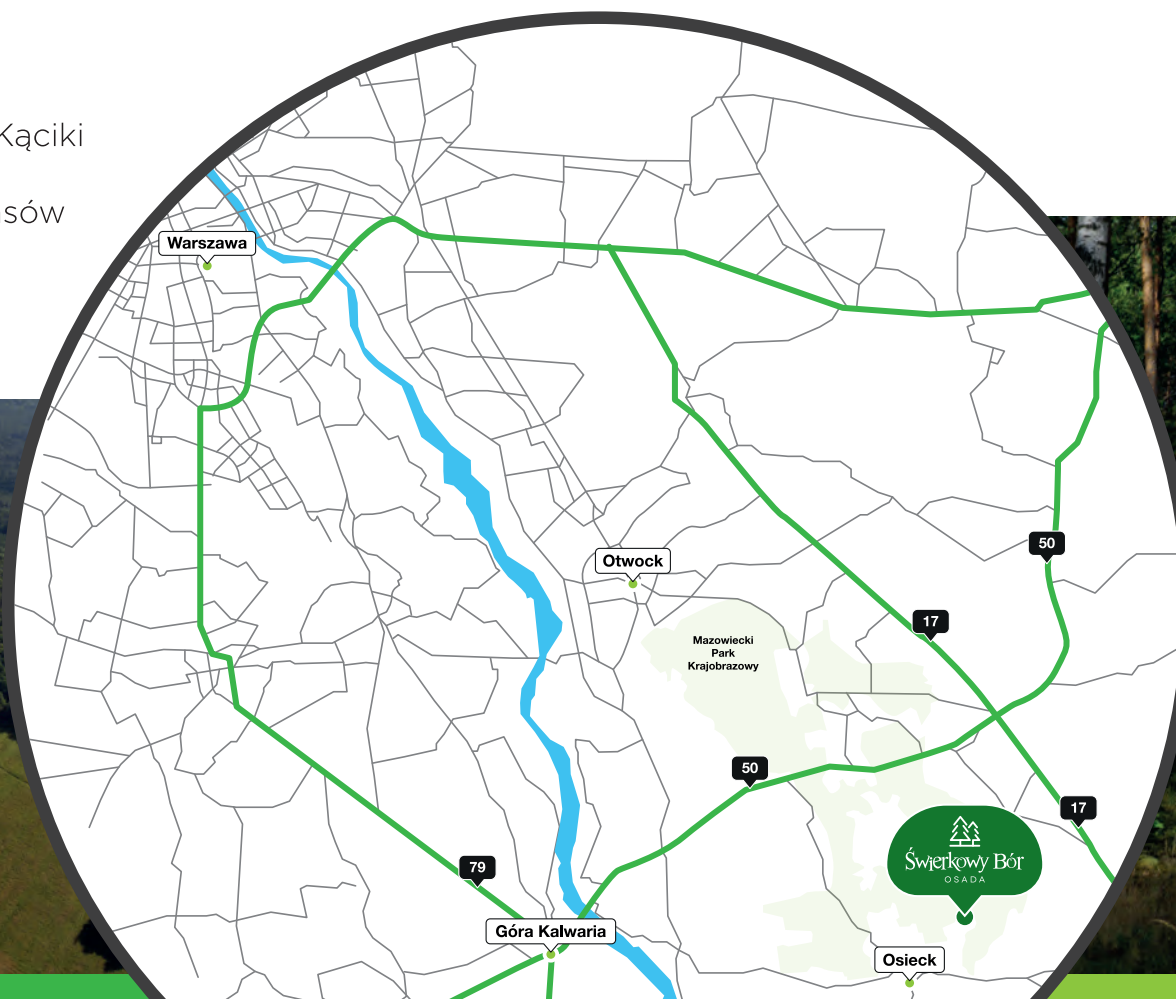 Kąciki
sów
Warszawa
Otwock
50
17
Mazowiecki
Park
Krajobrazowy
50
17
Świerkowy Bór
OSADA
79
Góra Kalwaria
Osieck